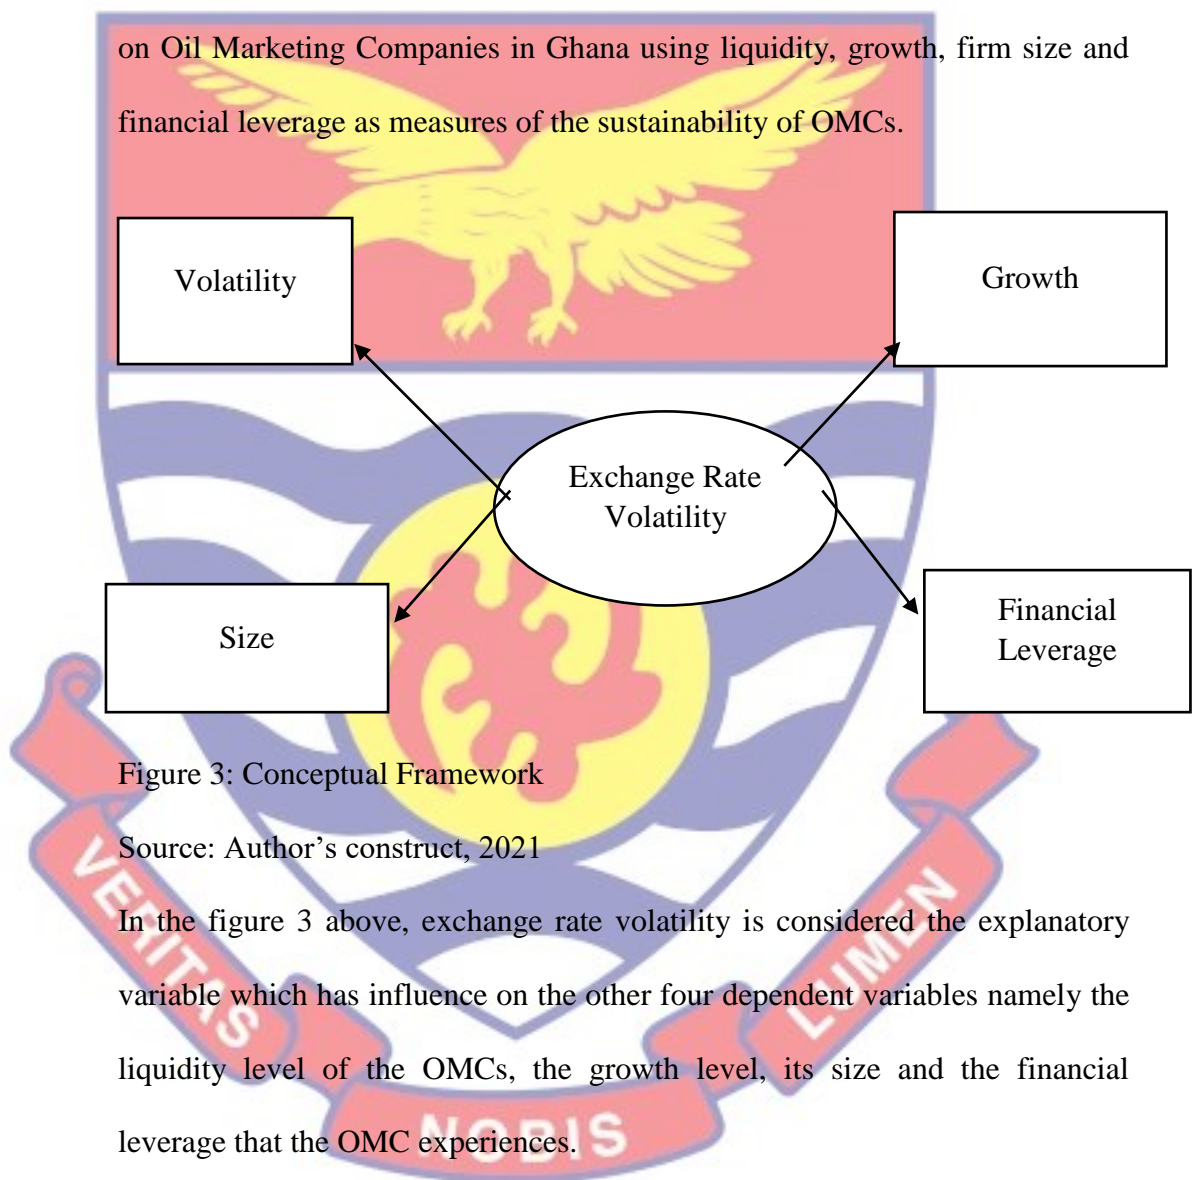 on Oil Marketing Companies in Ghana using liquidity, growth, firm size and
financial leverage as measures of the sustainability of OMCs.
Volatility
Growth
Exchange Rate
Volatility
Size
Financial
Leverage
Figure 3: Conceptual Framework
Source: Author’s construct, 2021
In the figure 3 above, exchange rate volatility is considered the explanatory
variable which has influence on the other four dependent variables namely the
liquidity level of the OMCs, the growth level, its size and the financial
leverage that the OMC experiences.
VERITAS
NOBIS
LUMEN